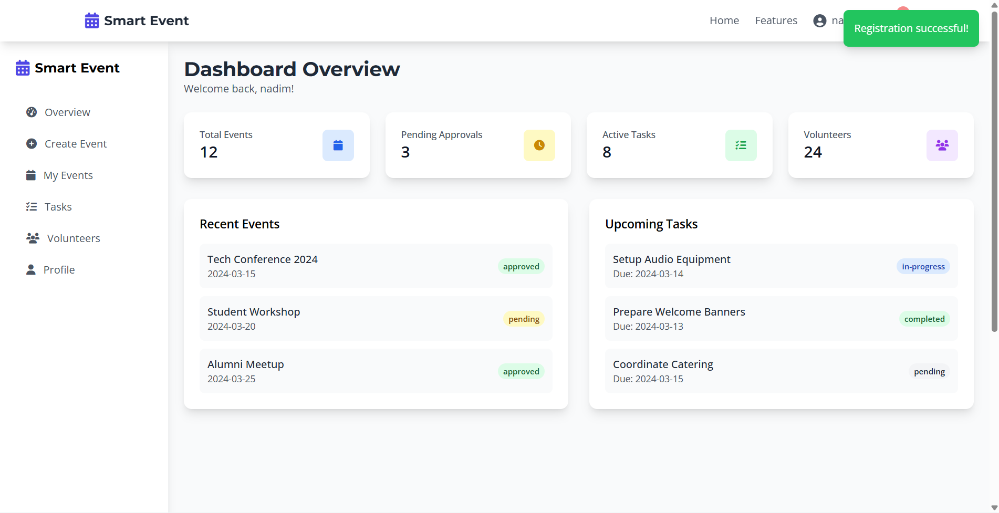 Smart Event
Home
Features
na
Registration successful!
Smart Event
Overview
Create Event
My Events
Tasks
Volunteers
Profile
Dashboard Overview
Welcome back, nadim!
Total Events
12
Pending Approvals
3
Active Tasks
8
Volunteers
24
Recent Events
Tech Conference 2024
2024-03-15
approved
Student Workshop
2024-03-20
pending
Alumni Meetup
2024-03-25
approved
Upcoming Tasks
Setup Audio Equipment
Due: 2024-03-14
in-progress
Prepare Welcome Banners
Due: 2024-03-13
completed
Coordinate Catering
Due: 2024-03-15
pending